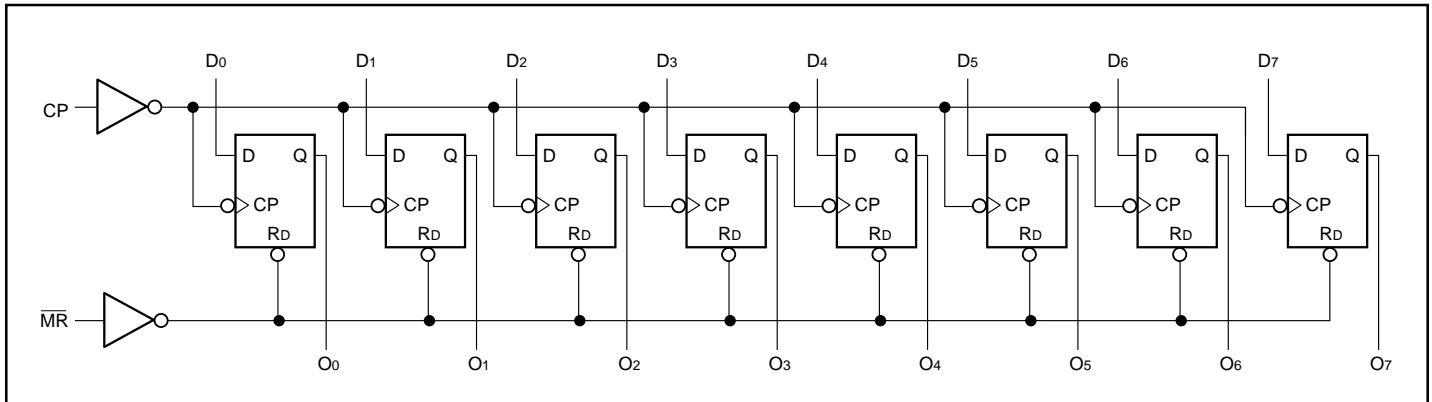 D0 D1 D2 D3 D4 D5 D6 D7
CP
D Q D Q D Q D Q D Q D Q D Q D Q
CP CP CP CP CP CP CP CP
RD RD RD RD RD RD RD RD
M̅R̅
O0 O1 O2 O3 O4 O5 O6 O7